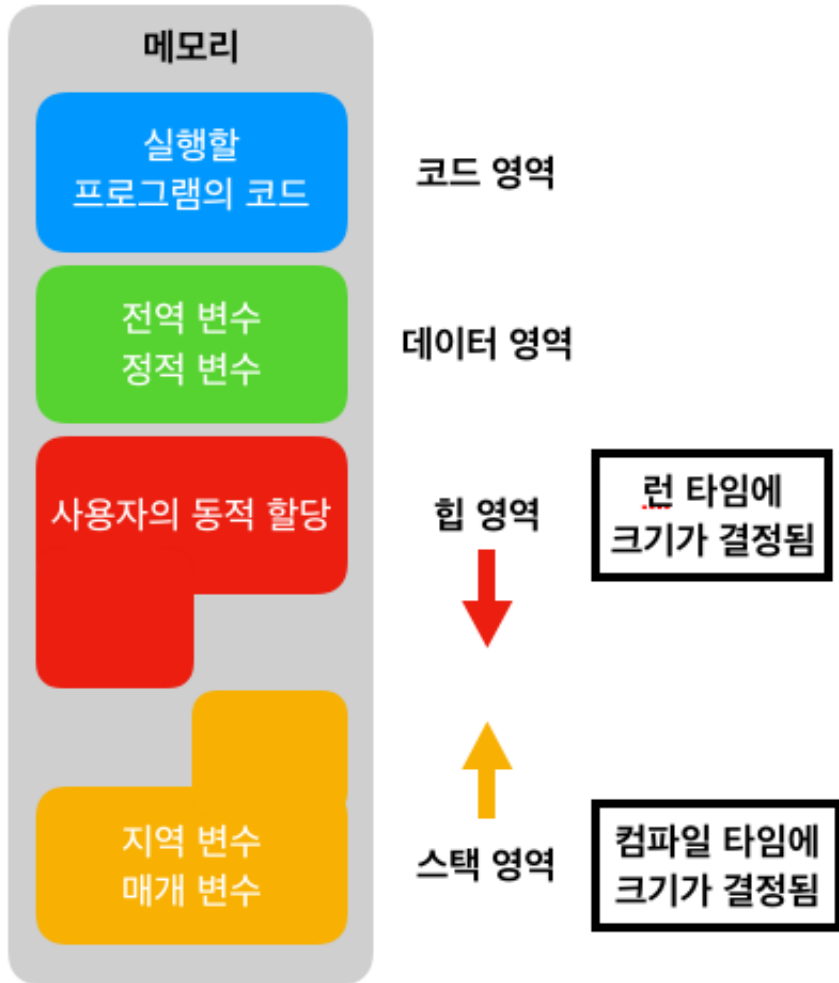 메모리
실행할
프로그램의 코드
코드 영역
전역 변수
정적 변수
데이터 영역
사용자의 동적 할당
힙 영역
런 타임에
크기가 결정됨
지역 변수
매개 변수
스택 영역
컴파일 타임에
크기가 결정됨